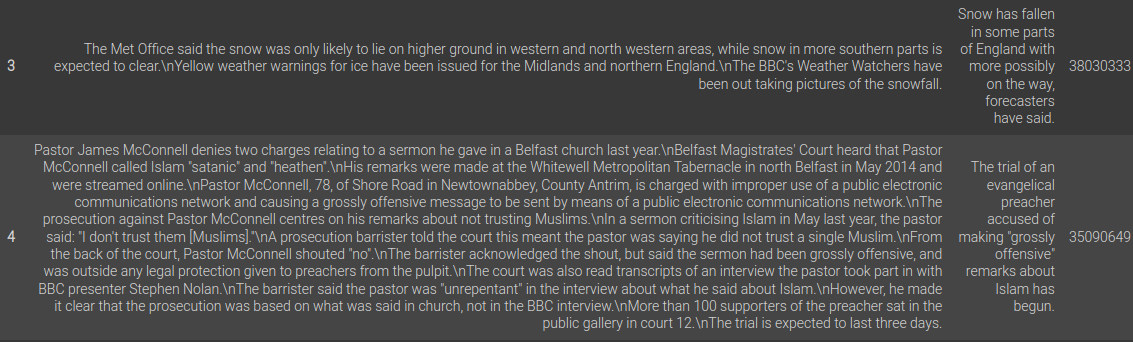 3
The Met Office said the snow was only likely to lie on higher ground in western and north western areas, while snow in more southern parts is
expected to clear.\nYellow weather warnings for ice have been issued for the Midlands and northern England.\nThe BBC's Weather Watchers have
been out taking pictures of the snowfall.
Snow has fallen
in some parts
of England with
more possibly
on the way,
forecasters
have said.
38030333
4
Pastor James McConnell denies two charges relating to a sermon he gave in a Belfast church last year.\nBelfast Magistrates' Court heard that Pastor
McConnell called Islam "satanic" and "heathen".\nHis remarks were made at the Whitewell Metropolitan Tabernacle in north Belfast in May 2014 and
were streamed online.\nPastor McConnell, 78, of Shore Road in Newtownabbey, County Antrim, is charged with improper use of a public electronic
communications network and causing a grossly offensive message to be sent by means of a public electronic communications network.\nThe
prosecution against Pastor McConnell centres on his remarks about not trusting Muslims.\nIn a sermon criticising Islam in May last year, the pastor
said: "I don't trust them [Muslims]."\nA prosecution barrister told the court this meant the pastor was saying he did not trust a single Muslim.\nFrom
the back of the court, Pastor McConnell shouted "no".\nThe barrister acknowledged the shout, but said the sermon had been grossly offensive, and
was outside any legal protection given to preachers from the pulpit.\nThe court was also read transcripts of an interview the pastor took part in with
BBC presenter Stephen Nolan.\nThe barrister said the pastor was "unrepentant" in the interview about what he said about Islam.\nHowever, he made
it clear that the prosecution was based on what was said in church, not in the BBC interview.\nMore than 100 supporters of the preacher sat in the
public gallery in court 12.\nThe trial is expected to last three days.
The trial of an
evangelical
preacher
accused of
making "grossly
offensive"
remarks about
Islam has
begun.
35090649